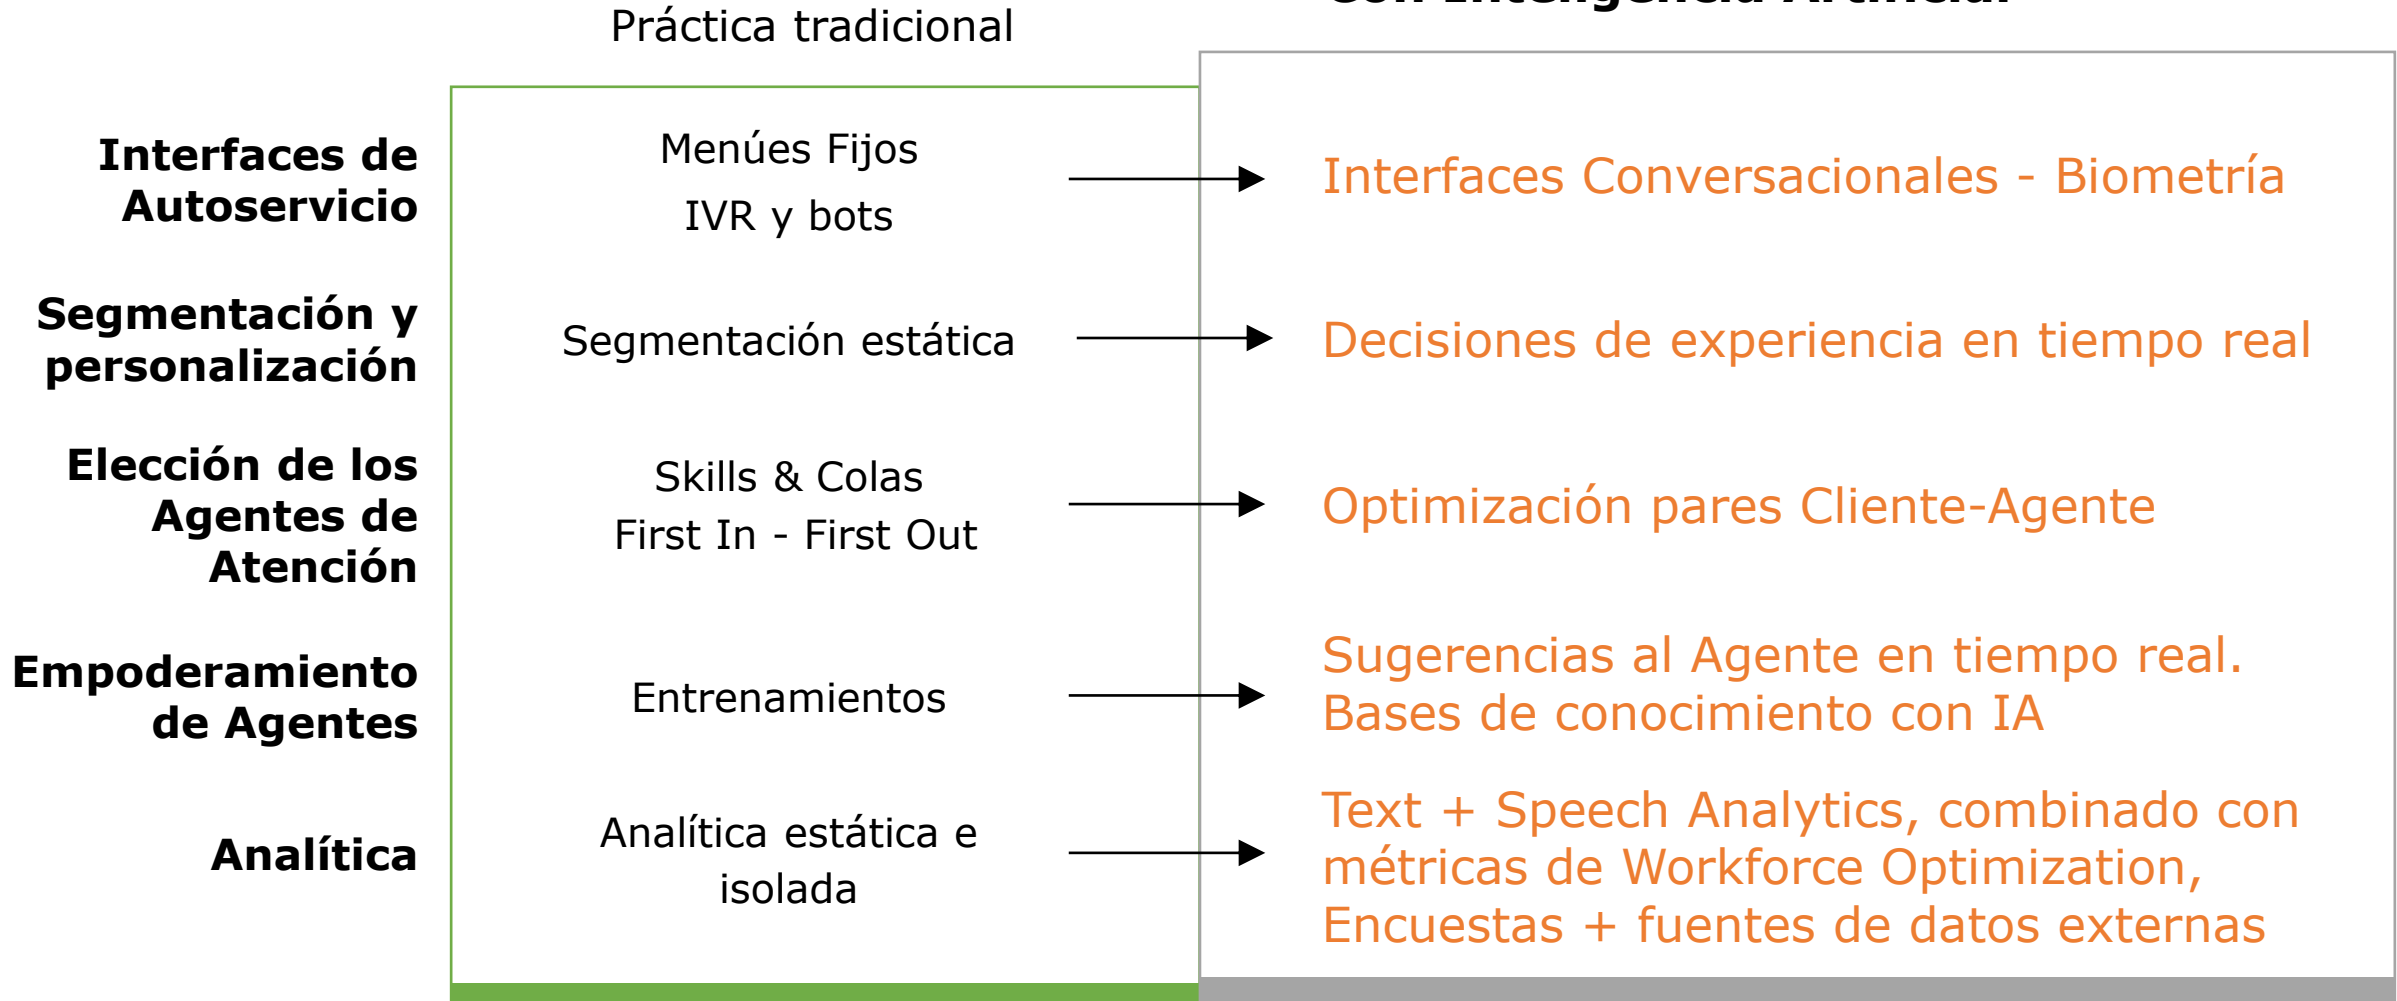 Con Inteligencia Artificial
Práctica tradicional
Interfaces de
Autoservicio
Menúes Fijos
IVR y bots
Interfaces Conversacionales - Biometría
Segmentación y
personalización
Segmentación estática
Decisiones de experiencia en tiempo real
Elección de los
Agentes de
Atención
Skills & Colas
First In - First Out
Optimización pares Cliente-Agente
Empoderamiento
de Agentes
Entrenamientos
Sugerencias al Agente en tiempo real.
Bases de conocimiento con IA
Analítica
Analítica estática e
isolada
Text + Speech Analytics, combinado con
métricas de Workforce Optimization,
Encuestas + fuentes de datos externas